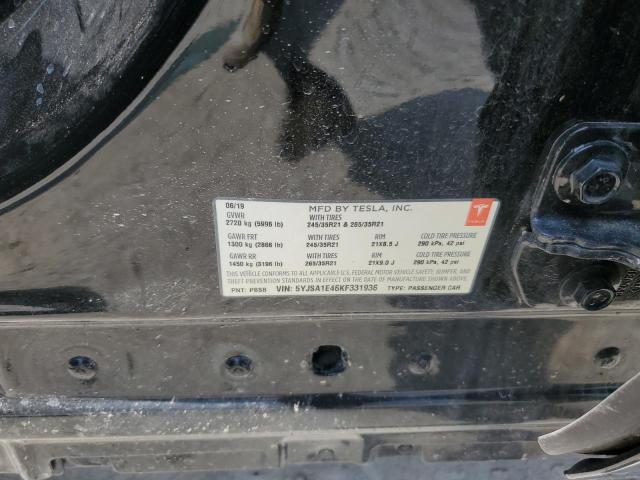 06/19 MFD BY TESLA, INC.
GVWR WITH TIRES
2720 kg (5996 lb) 245/35R21 & 265/35R21
GAWR FRT WITH TIRES RIM COLD TIRE PRESSURE
1300 kg (2866 lb) 245/35R21 21X8.5 J 290 kPa, 42 psi
GAWR RR WITH TIRES RIM COLD TIRE PRESSURE
1450 kg (3196 lb) 265/35R21 21X9.0 J 290 kPa, 42 psi
THIS VEHICLE CONFORMS TO ALL APPLICABLE U.S. FEDERAL MOTOR VEHICLE SAFETY, BUMPER, AND
THEFT PREVENTION STANDARDS IN EFFECT ON THE DATE OF MANUFACTURE SHOWN ABOVE.
PNT: PBSB VIN: 5YJSA1E46KF331936 TYPE: PASSENGER CAR
TESLA